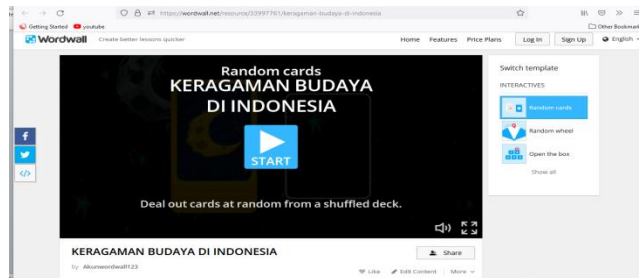 https://wordwall.net/resource/33997761/keragaman-budaya-di-indonesia
Getting Started
youtube
Other Bookmarks
Wordwall
Create better lessons quicker
Home
Features
Price Plans
Log In
Sign Up
English
Random cards
KERAGAMAN BUDAYA
DI INDONESIA
START
Deal out cards at random from a shuffled deck.
Switch template
INTERACTIVES
Random cards
Random wheel
Open the box
Show all
KERAGAMAN BUDAYA DI INDONESIA
Share
by Akunwordwall123
Like
Edit Content
More